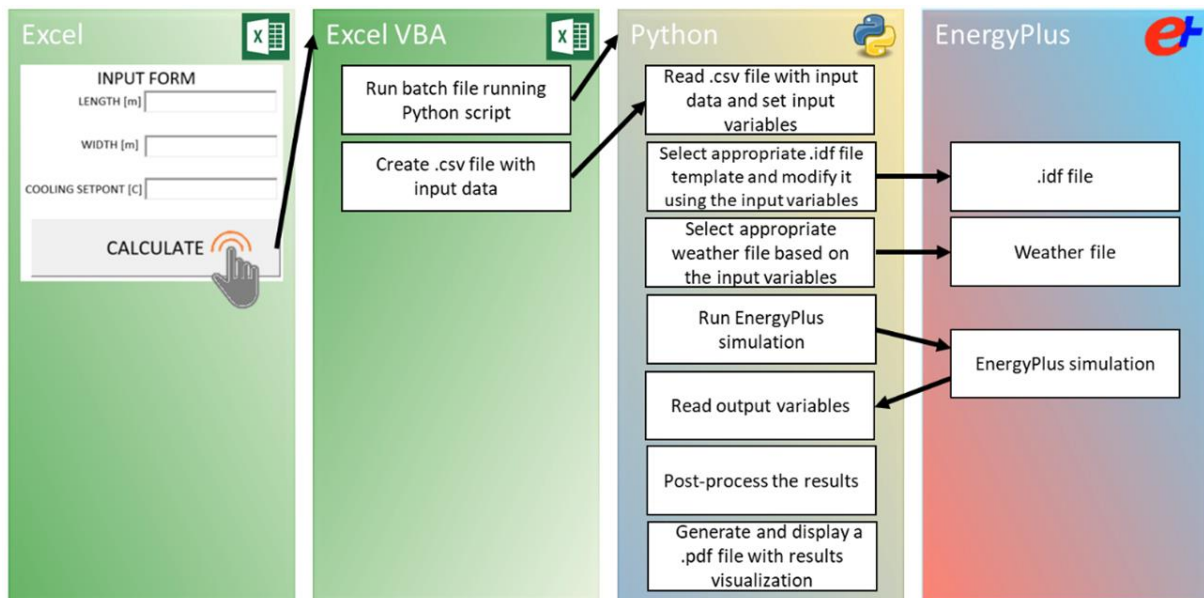 Excel
INPUT FORM
LENGTH [m]
WIDTH [m]
COOLING SETPONT [C]
CALCULATE
Excel VBA
Run batch file running
Python script
Create .csv file with
input data
Python
Read .csv file with input
data and set input
variables
Select appropriate .idf file
template and modify it
using the input variables
Select appropriate
weather file based on
the input variables
Run EnergyPlus
simulation
Read output variables
Post-process the results
Generate and display a
.pdf file with results
visualization
EnergyPlus
e+
.idf file
Weather file
EnergyPlus simulation